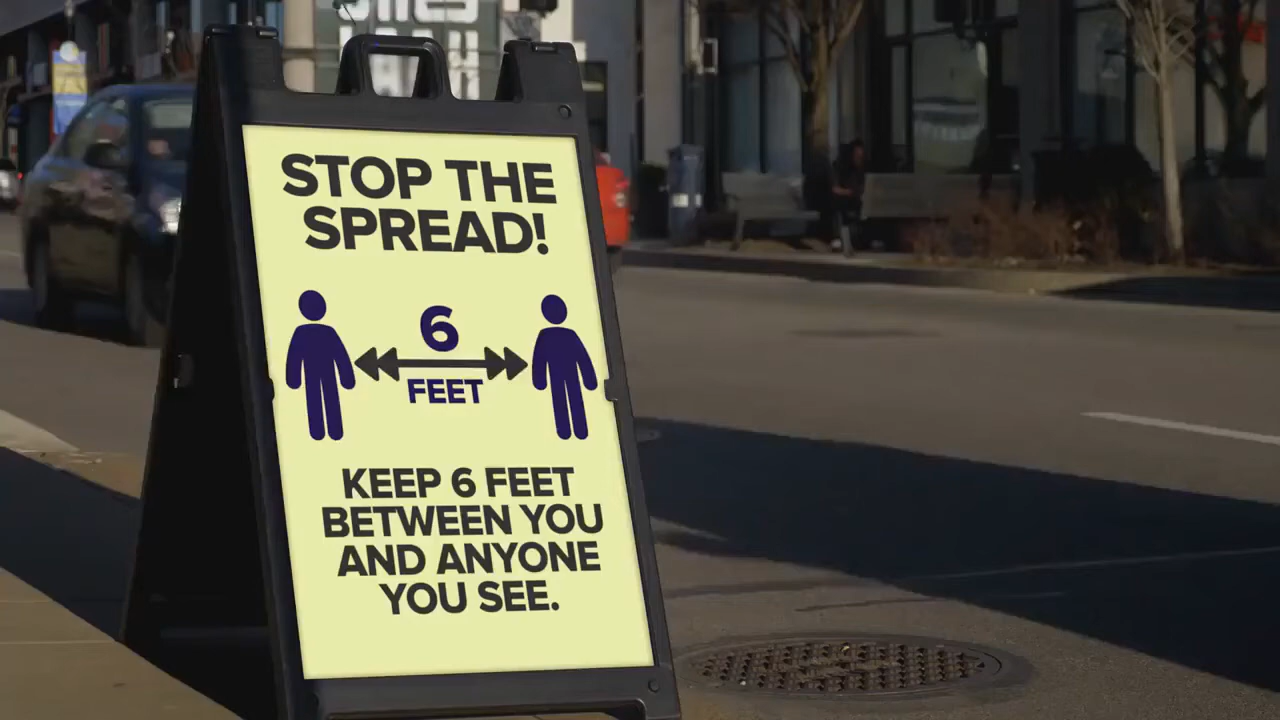 STOP THE
SPREAD!
6
FEET
KEEP 6 FEET
BETWEEN YOU
AND ANYONE
YOU SEE.